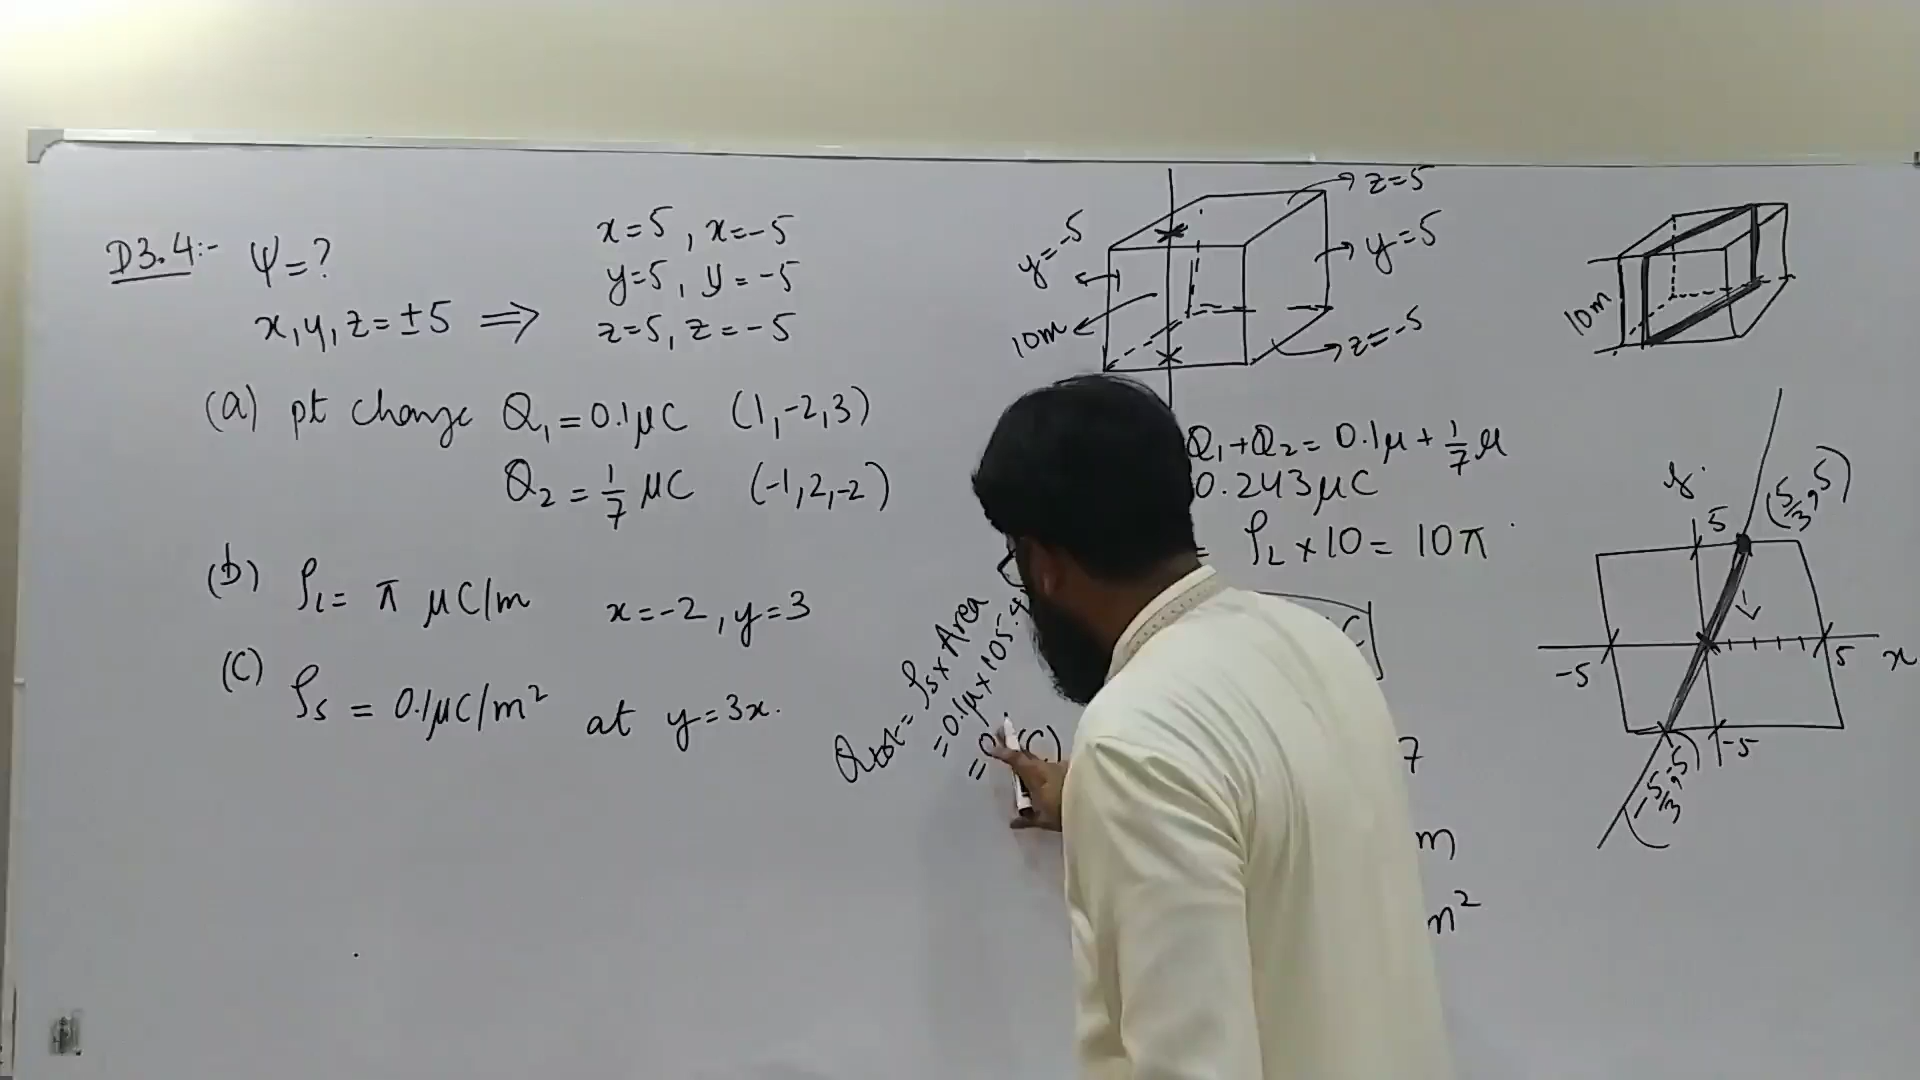 D3.4:- ψ=?
x,y,z=±5 ⟹
x=5, x=-5
y=5, y=-5
z=5, z=-5
(a) pt charge Q₁=0.1μC (1,-2,3)
Q₂=1/7 μC (-1,2,-2)
(b) ρL= π μC/m x=-2, y=3
(c) ρs = 0.1μC/m² at y=3x.
z=5
y=-5
y=5
10m
z=-5
Q₁+Q₂= 0.1μ+1/7 μ
0.243μC
= ρL×10= 10π
Qtot= ρs×Area
=0.1μ×105.4
=
7
m
m²
10m
y
5
(5/3,5)
-5
5
x
-5
(-5/3,-5)